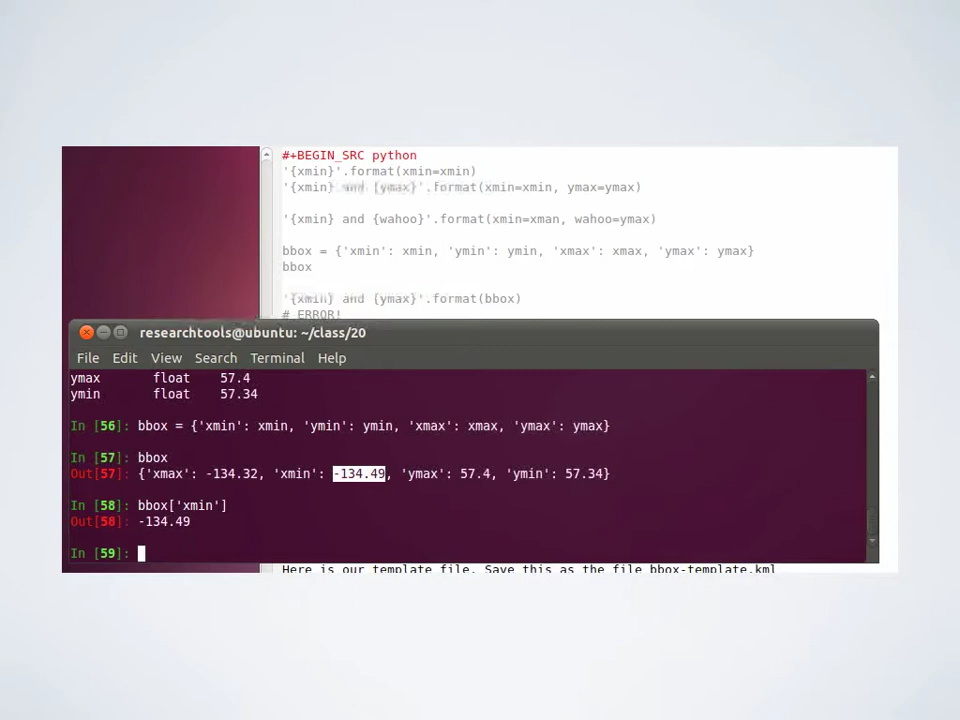 #+BEGIN_SRC python
'{xmin}'.format(xmin=xmin)
'{xmin} and {ymax}'.format(xmin=xmin, ymax=ymax)
'{xmin} and {wahoo}'.format(xmin=xman, wahoo=ymax)
bbox = {'xmin': xmin, 'ymin': ymin, 'xmax': xmax, 'ymax': ymax}
bbox
'{xmin} and {ymax}'.format(bbox)
# ERROR!
researchtools@ubuntu: ~/class/20
File Edit View Search Terminal Help
ymax float 57.4
ymin float 57.34
In [56]: bbox = {'xmin': xmin, 'ymin': ymin, 'xmax': xmax, 'ymax': ymax}
In [57]: bbox
Out[57]: {'xmax': -134.32, 'xmin': -134.49, 'ymax': 57.4, 'ymin': 57.34}
In [58]: bbox['xmin']
Out[58]: -134.49
In [59]:
Here is our template file. Save this as the file bbox-template.kml